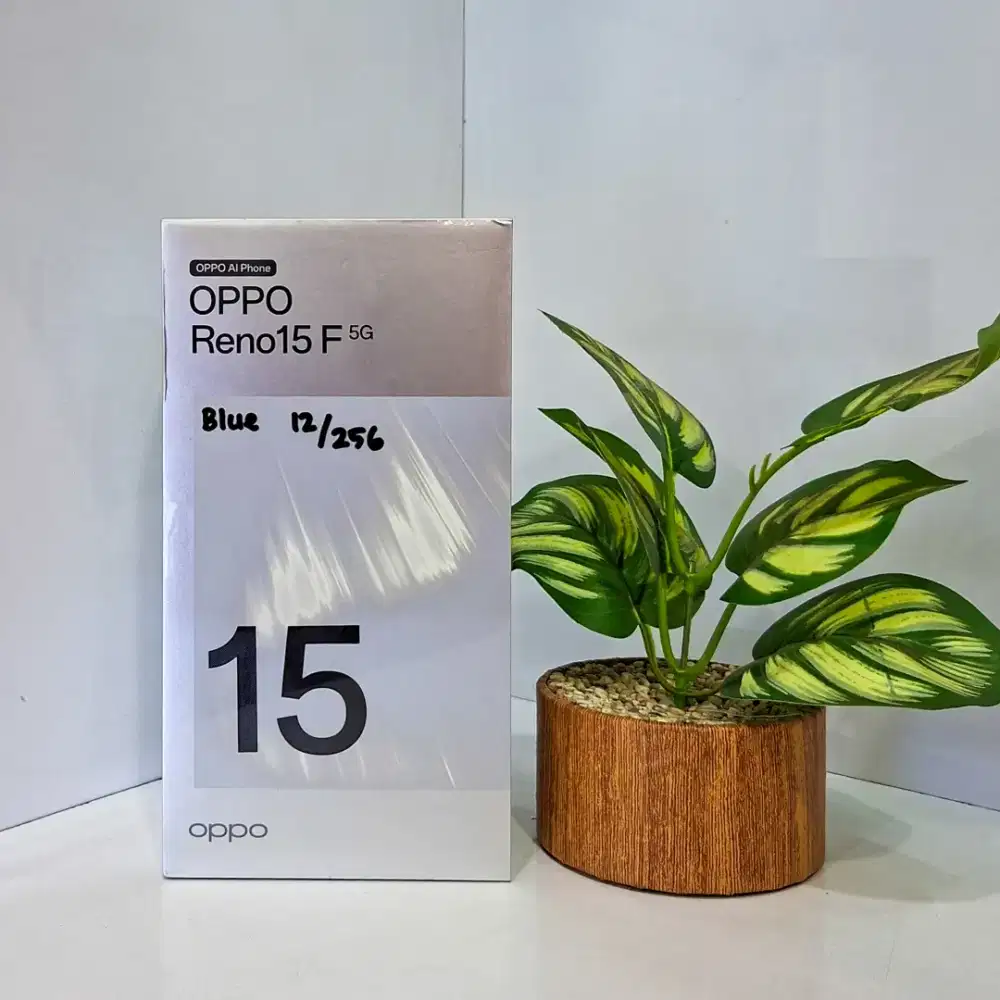 OPPO AI Phone
OPPO
Reno15 F 5G
Blue 12/256
15
oppo